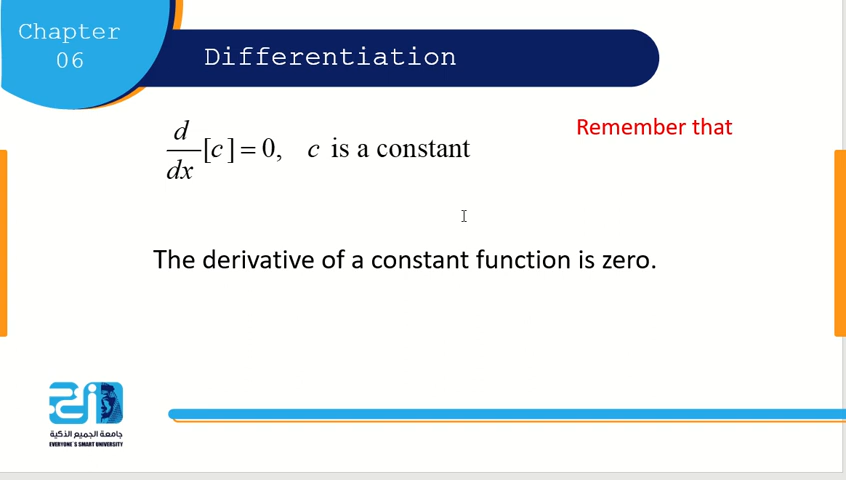 Chapter
06
Differentiation
d/dx [c] = 0, c is a constant
Remember that
The derivative of a constant function is zero.
جامعة الجميع الذكية
EVERYONE'S SMART UNIVERSITY